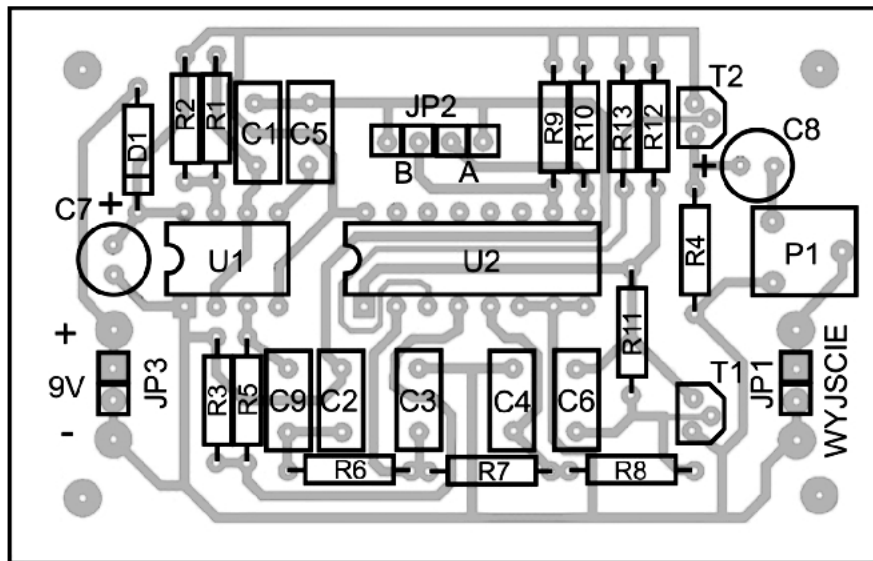 T2
JP2
C8
R2
R1
C1
C5
R9
R10
R13
R12
D1
B
A
+
C7
+
U1
U2
R4
P1
+
9V
-
JP3
R3
R5
C9
C2
C3
C4
C6
R11
T1
JP1
WYJSCIE
R6
R7
R8